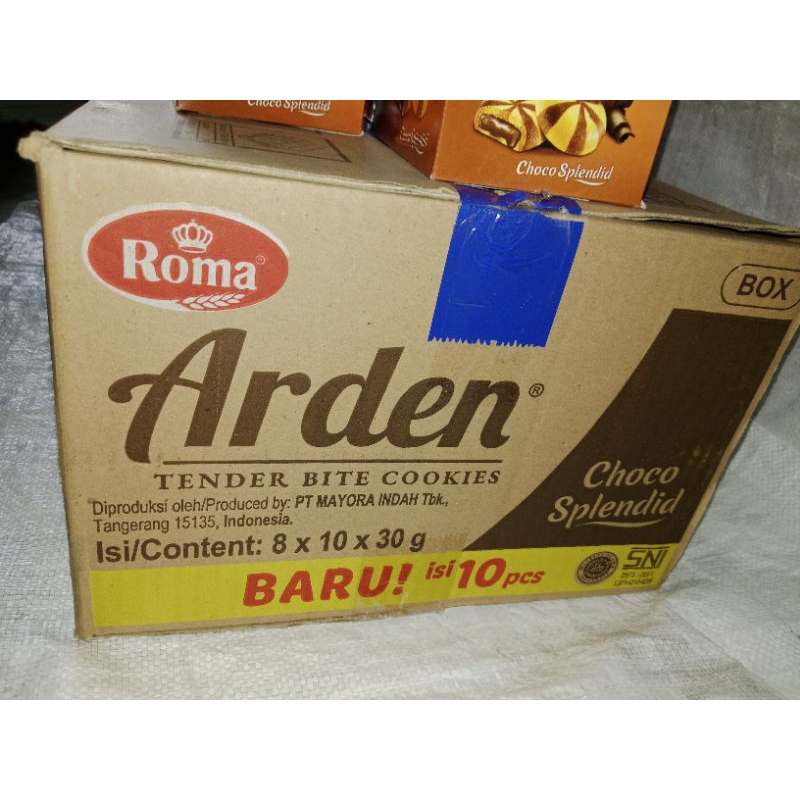 Choco Splendid
Choco Splendid
Roma®
BOX
Arden®
TENDER BITE COOKIES
Choco
Splendid
Diproduksi oleh/Produced by: PT MAYORA INDAH Tbk.,
Tangerang 15135, Indonesia.
Isi/Content: 8 x 10 x 30 g
BARU! isi 10 pcs
SNI